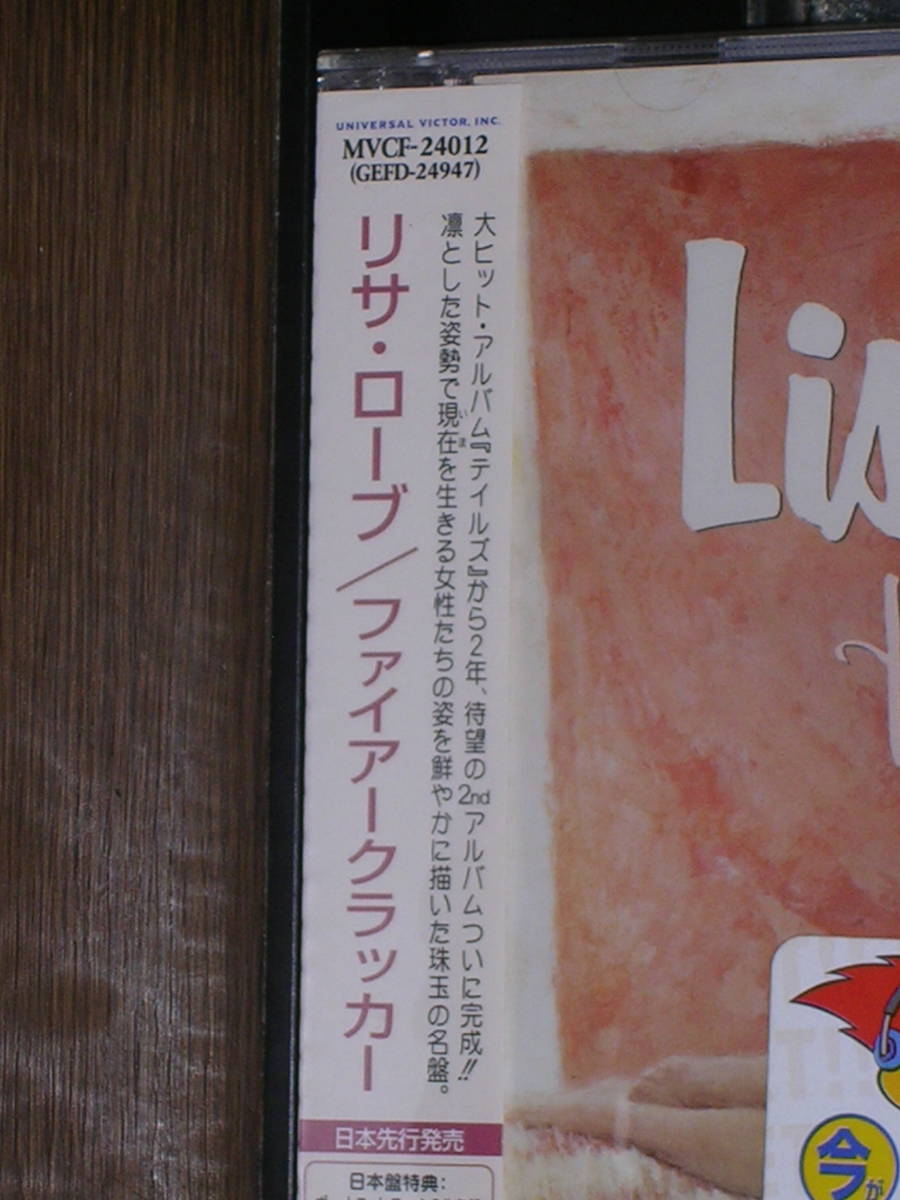 UNIVERSAL VICTOR, INC.
MVCF-24012
(GEFD-24947)
リサ・ローブ／ファイアークラッカー
大ヒット・アルバム『テイルズ』から2年、待望の2ndアルバムついに完成!!
凛とした姿勢で現在を生きる女性たちの姿を鮮やかに描いた珠玉の名盤。
いま
日本先行発売
日本盤特典：
Lis
今が